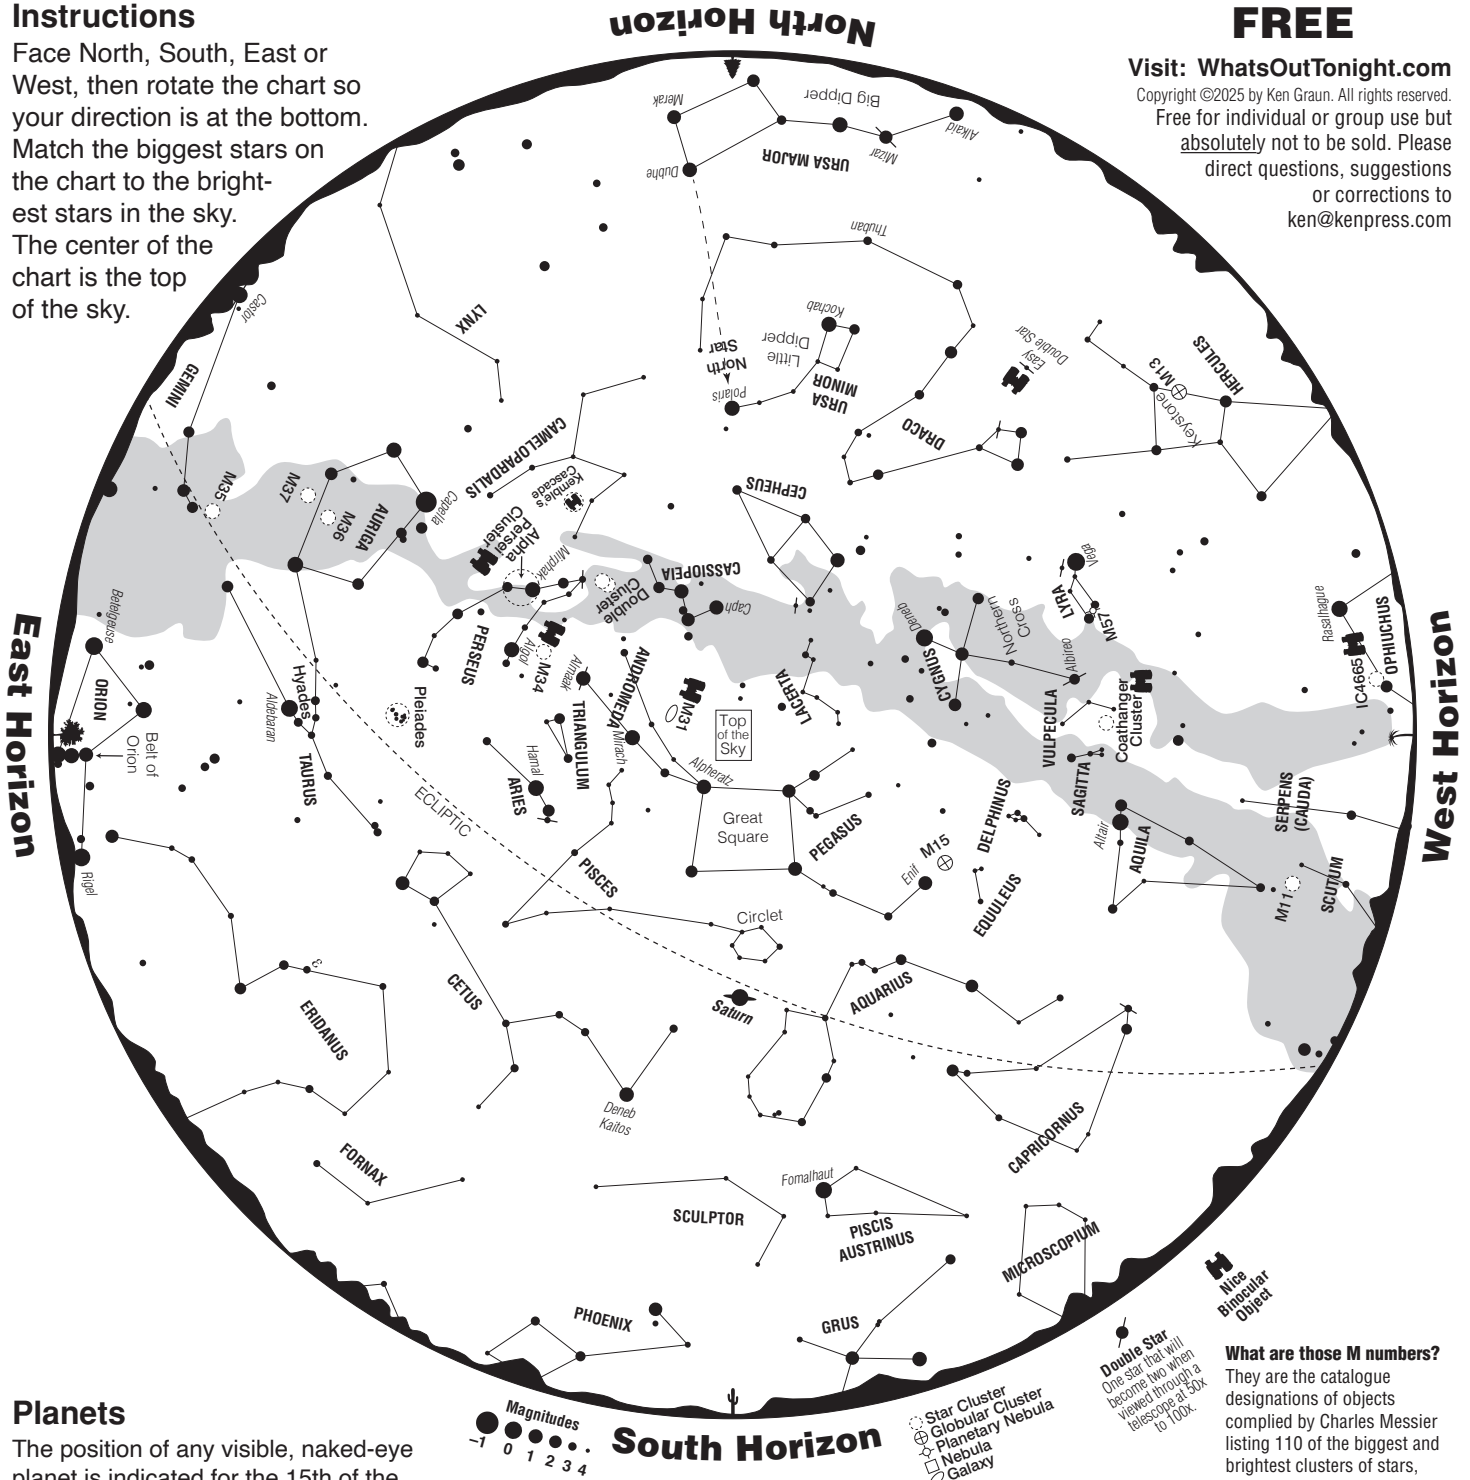 Instructions
Face North, South, East or
West, then rotate the chart so
your direction is at the bottom.
Match the biggest stars on
the chart to the bright-
est stars in the sky.
The center of the
chart is the top
of the sky.
North Horizon
FREE
Visit: WhatsOutTonight.com
Copyright ©2025 by Ken Graun. All rights reserved.
Free for individual or group use but
absolutely not to be sold. Please
direct questions, suggestions
or corrections to
ken@kenpress.com
Merak
Big Dipper
Alkaid
Mizar
URSA MAJOR
Dubhe
Thuban
Castor
LYNX
Kochab
Little
Dipper
North
Star
URSA
MINOR
Polaris
Easy
Double Star
M13
HERCULES
Keystone
GEMINI
CAMELOPARDALIS
DRACO
Kemble's
Cascade
CEPHEUS
M35
M37
M36
AURIGA
Capella
Alpha
Persei
Cluster
Mirphak
Double
Cluster
CASSIOPEIA
Caph
Vega
LYRA
M57
Deneb
Northern
Cross
CYGNUS
Albireo
Rasalhague
OPHIUCHUS
IC4665
East Horizon
Betelgeuse
ORION
Belt of
Orion
Rigel
Hyades
Aldebaran
TAURUS
Pleiades
PERSEUS
Algol
M34
Almaak
ANDROMEDA
TRIANGULUM
Mirach
M31
Top
of the
Sky
LACERTA
VULPECULA
Coathanger
Cluster
West Horizon
Hamal
ARIES
Alpheratz
Great
Square
PEGASUS
Enif
M15
DELPHINUS
EQUULEUS
SAGITTA
Altair
AQUILA
SERPENS
(CAUDA)
M11
SCUTUM
ECLIPTIC
PISCES
Circlet
ε
ERIDANUS
CETUS
Saturn
AQUARIUS
Deneb
Kaitos
CAPRICORNUS
FORNAX
SCULPTOR
Fomalhaut
PISCIS
AUSTRINUS
MICROSCOPIUM
PHOENIX
GRUS
South Horizon
Planets
The position of any visible, naked-eye
planet is indicated for the 15th of the
Magnitudes
–1 0 1 2 3 4
Star Cluster
Globular Cluster
Planetary Nebula
Nebula
Galaxy
Double Star
One star that will
become two when
viewed through a
telescope at 50x
to 100x.
Nice
Binocular
Object
What are those M numbers?
They are the catalogue
designations of objects
complied by Charles Messier
listing 110 of the biggest and
brightest clusters of stars,